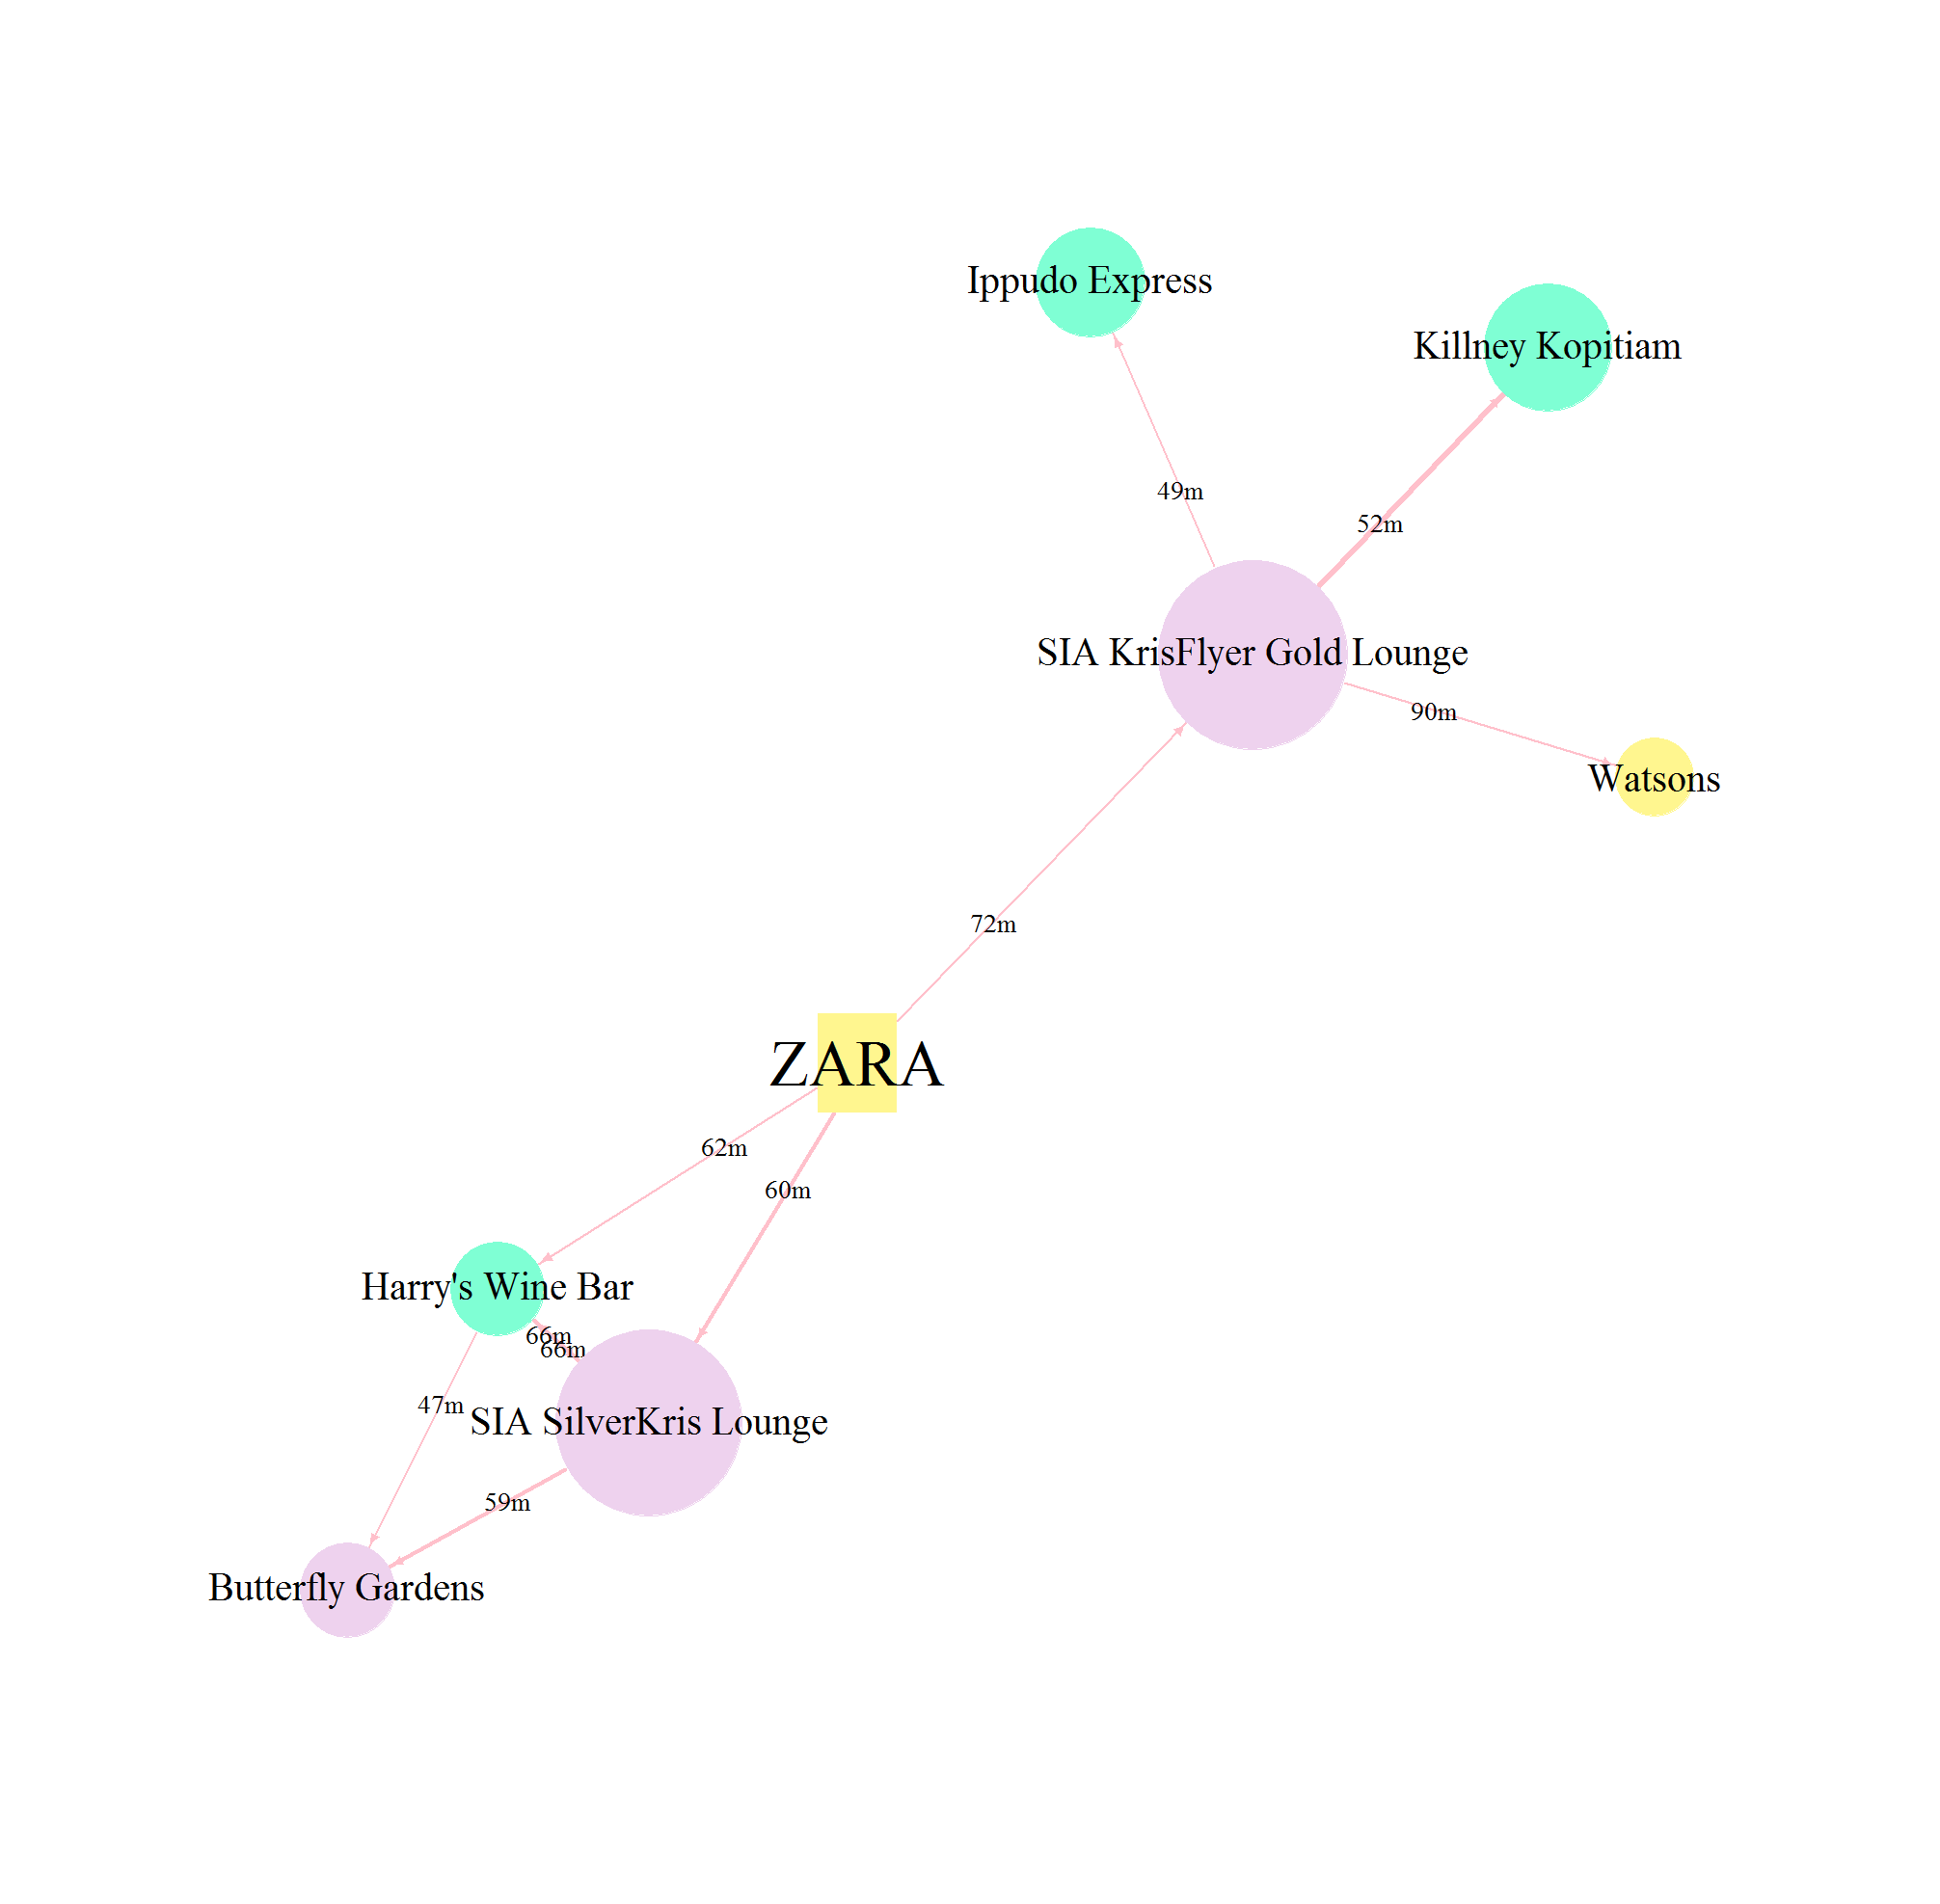 Ippudo Express
Killney Kopitiam
49m
52m
SIA KrisFlyer Gold Lounge
90m
Watsons
72m
ZARA
62m
60m
Harry's Wine Bar
66m
66m
47m
SIA SilverKris Lounge
59m
Butterfly Gardens